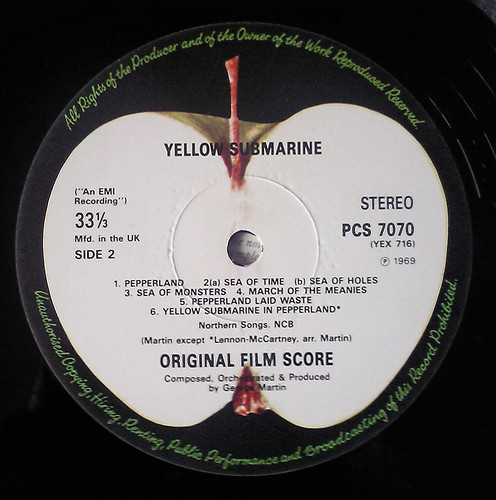 All Rights of the Producer and of the Owner of the Work Reproduced Reserved.
YELLOW SUBMARINE
("An EMI
Recording")
33⅓
Mfd. in the UK
SIDE 2
STEREO
PCS 7070
(YEX 716)
Ⓟ 1969
1. PEPPERLAND 2(a) SEA OF TIME (b) SEA OF HOLES
3. SEA OF MONSTERS 4. MARCH OF THE MEANIES
5. PEPPERLAND LAID WASTE
6. YELLOW SUBMARINE IN PEPPERLAND*
Northern Songs. NCB
(Martin except *Lennon-McCartney, arr. Martin)
ORIGINAL FILM SCORE
Composed, Orchestrated & Produced
by George Martin
Unauthorised Copying, Hiring, Renting, Public Performance and Broadcasting of this Record Prohibited.